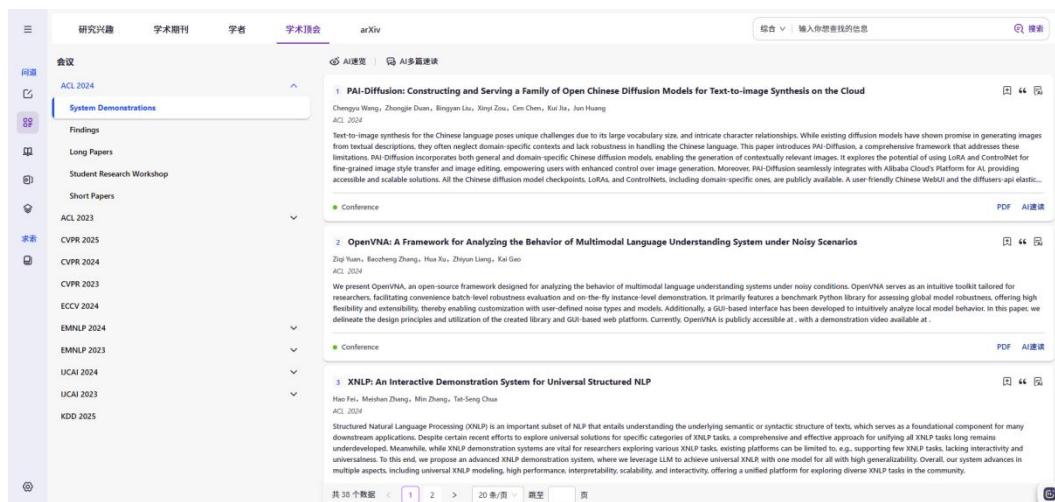 研究兴趣 学术期刊 学者 学术顶会 arXiv 综合 输入你想查找的信息 搜索
问道
求索
会议
ACL 2024
System Demonstrations
Findings
Long Papers
Student Research Workshop
Short Papers
ACL 2023
CVPR 2025
CVPR 2024
CVPR 2023
ECCV 2024
EMNLP 2024
EMNLP 2023
IJCAI 2024
IJCAI 2023
KDD 2025
AI速览 AI多篇速读
1 PAI-Diffusion: Constructing and Serving a Family of Open Chinese Diffusion Models for Text-to-image Synthesis on the Cloud
Chengyu Wang, Zhongjie Duan, Bingyan Liu, Xinyi Zou, Cen Chen, Kui Jia, Jun Huang
ACL 2024
Text-to-image synthesis for the Chinese language poses unique challenges due to its large vocabulary size, and intricate character relationships. While existing diffusion models have shown promise in generating images
from textual descriptions, they often neglect domain-specific contexts and lack robustness in handling the Chinese language. This paper introduces PAI-Diffusion, a comprehensive framework that addresses these
limitations. PAI-Diffusion incorporates both general and domain-specific Chinese diffusion models, enabling the generation of contextually relevant images. It explores the potential of using LoRA and ControlNet for
fine-grained image style transfer and image editing, empowering users with enhanced control over image generation. Moreover, PAI-Diffusion seamlessly integrates with Alibaba Cloud's Platform for AI, providing
accessible and scalable solutions. All the Chinese diffusion model checkpoints, LoRAs, and ControlNets, including domain-specific ones, are publicly available. A user-friendly Chinese WebUI and the diffusers-api elastic...
Conference PDF AI速读
2 OpenVNA: A Framework for Analyzing the Behavior of Multimodal Language Understanding System under Noisy Scenarios
Ziqi Yuan, Baozheng Zhang, Hua Xu, Zhiyun Liang, Kai Gao
ACL 2024
We present OpenVNA, an open-source framework designed for analyzing the behavior of multimodal language understanding systems under noisy conditions. OpenVNA serves as an intuitive toolkit tailored for
researchers, facilitating convenience batch-level robustness evaluation and on-the-fly instance-level demonstration. It primarily features a benchmark Python library for assessing global model robustness, offering high
flexibility and extensibility, thereby enabling customization with user-defined noise types and models. Additionally, a GUI-based interface has been developed to intuitively analyze local model behavior. In this paper, we
delineate the design principles and utilization of the created library and GUI-based web platform. Currently, OpenVNA is publicly accessible at , with a demonstration video available at .
Conference PDF AI速读
3 XNLP: An Interactive Demonstration System for Universal Structured NLP
Hao Fei, Meishan Zhang, Min Zhang, Tat-Seng Chua
ACL 2024
Structured Natural Language Processing (XNLP) is an important subset of NLP that entails understanding the underlying semantic or syntactic structure of texts, which serves as a foundational component for many
downstream applications. Despite certain recent efforts to explore universal solutions for specific categories of XNLP tasks, a comprehensive and effective approach for unifying all XNLP tasks long remains
underdeveloped. Meanwhile, while XNLP demonstration systems are vital for researchers exploring various XNLP tasks, existing platforms can be limited to, e.g., supporting few XNLP tasks, lacking interactivity and
universalness. To this end, we propose an advanced XNLP demonstration system, where we leverage LLM to achieve universal XNLP, with one model for all with high generalizability. Overall, our system advances in
multiple aspects, including universal XNLP modeling, high performance, interpretability, scalability, and interactivity, offering a unified platform for exploring diverse XNLP tasks in the community.
共 38 个数据 < 1 2 > 20 条/页 跳至 页